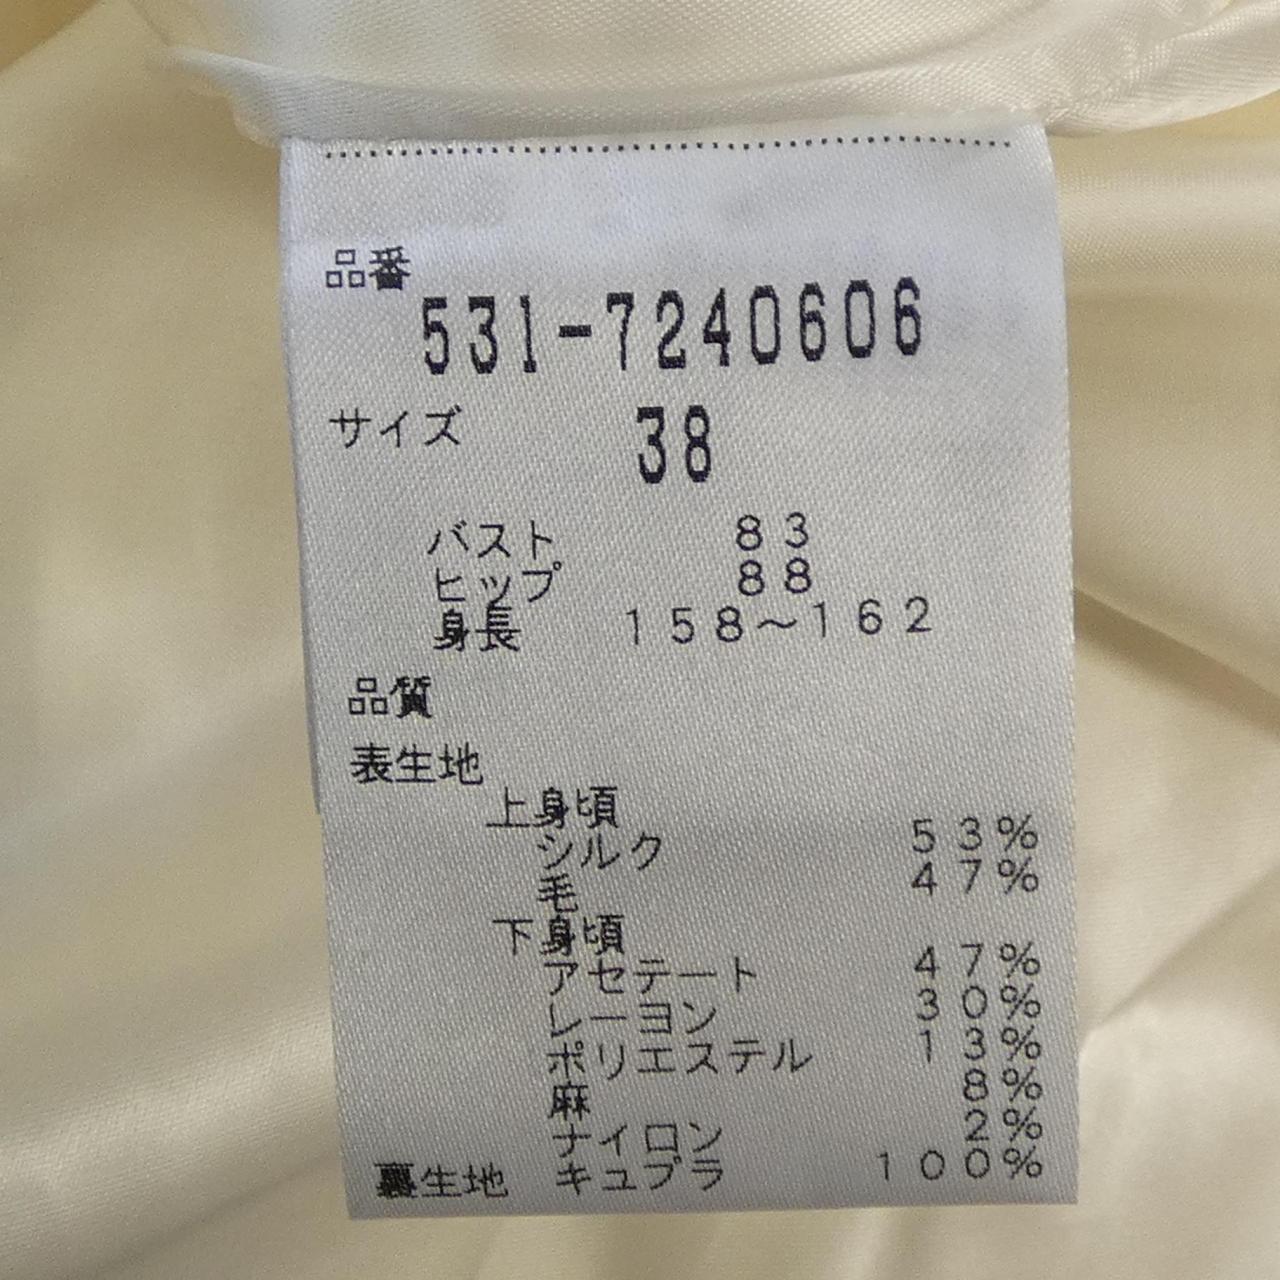 品番
531-7240606
サイズ 38
バスト 83
ヒップ 88
身長 158～162
品質
表生地
上身頃
シルク 53%
毛 47%
下身頃
アセテート 47%
レーヨン 30%
ポリエステル 13%
麻 8%
ナイロン 2%
裏生地 キュプラ 100%